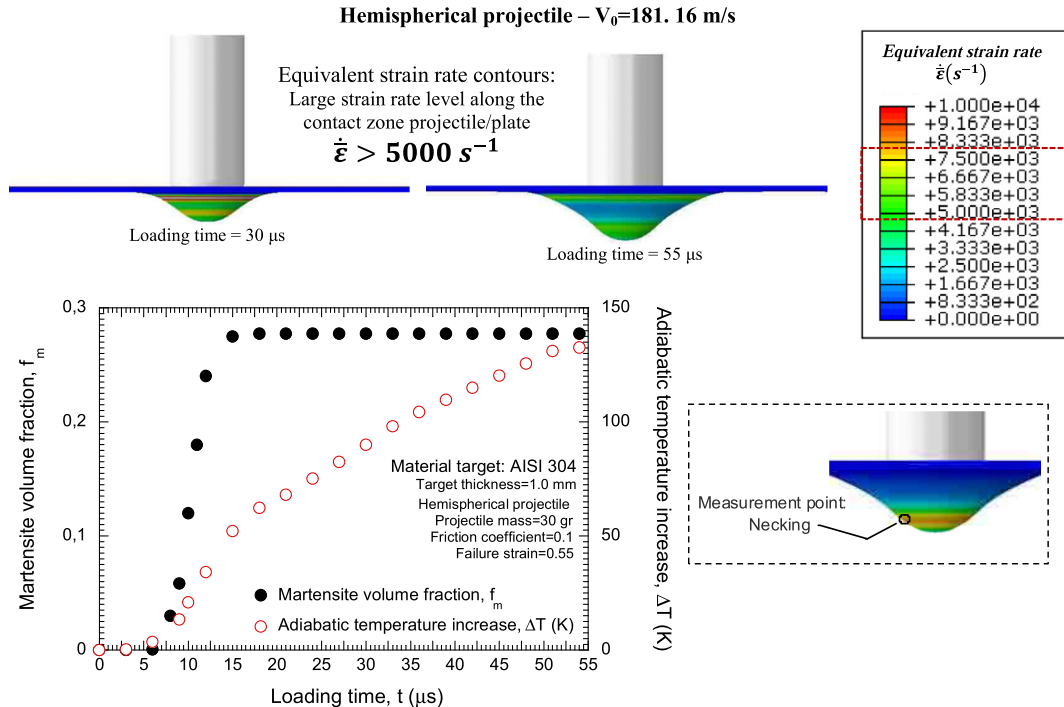 Hemispherical projectile – V₀=181. 16 m/s
Equivalent strain rate contours:
Large strain rate level along the
contact zone projectile/plate
ε̇̅ > 5000 s⁻¹
Loading time = 30 μs
Loading time = 55 μs
Equivalent strain rate
ε̇̅(s⁻¹)
+1.000e+04
+9.167e+03
+8.333e+03
+7.500e+03
+6.667e+03
+5.833e+03
+5.000e+03
+4.167e+03
+3.333e+03
+2.500e+03
+1.667e+03
+8.333e+02
+0.000e+00
Martensite volume fraction, fₘ
0,3
0,2
0,1
0
150
100
50
0
Adiabatic temperature increase, ΔT (K)
Material target: AISI 304
Target thickness=1.0 mm
Hemispherical projectile
Projectile mass=30 gr
Friction coefficient=0.1
Failure strain=0.55
Martensite volume fraction, fₘ
Adiabatic temperature increase, ΔT (K)
0 5 10 15 20 25 30 35 40 45 50 55
Loading time, t (μs)
Measurement point:
Necking